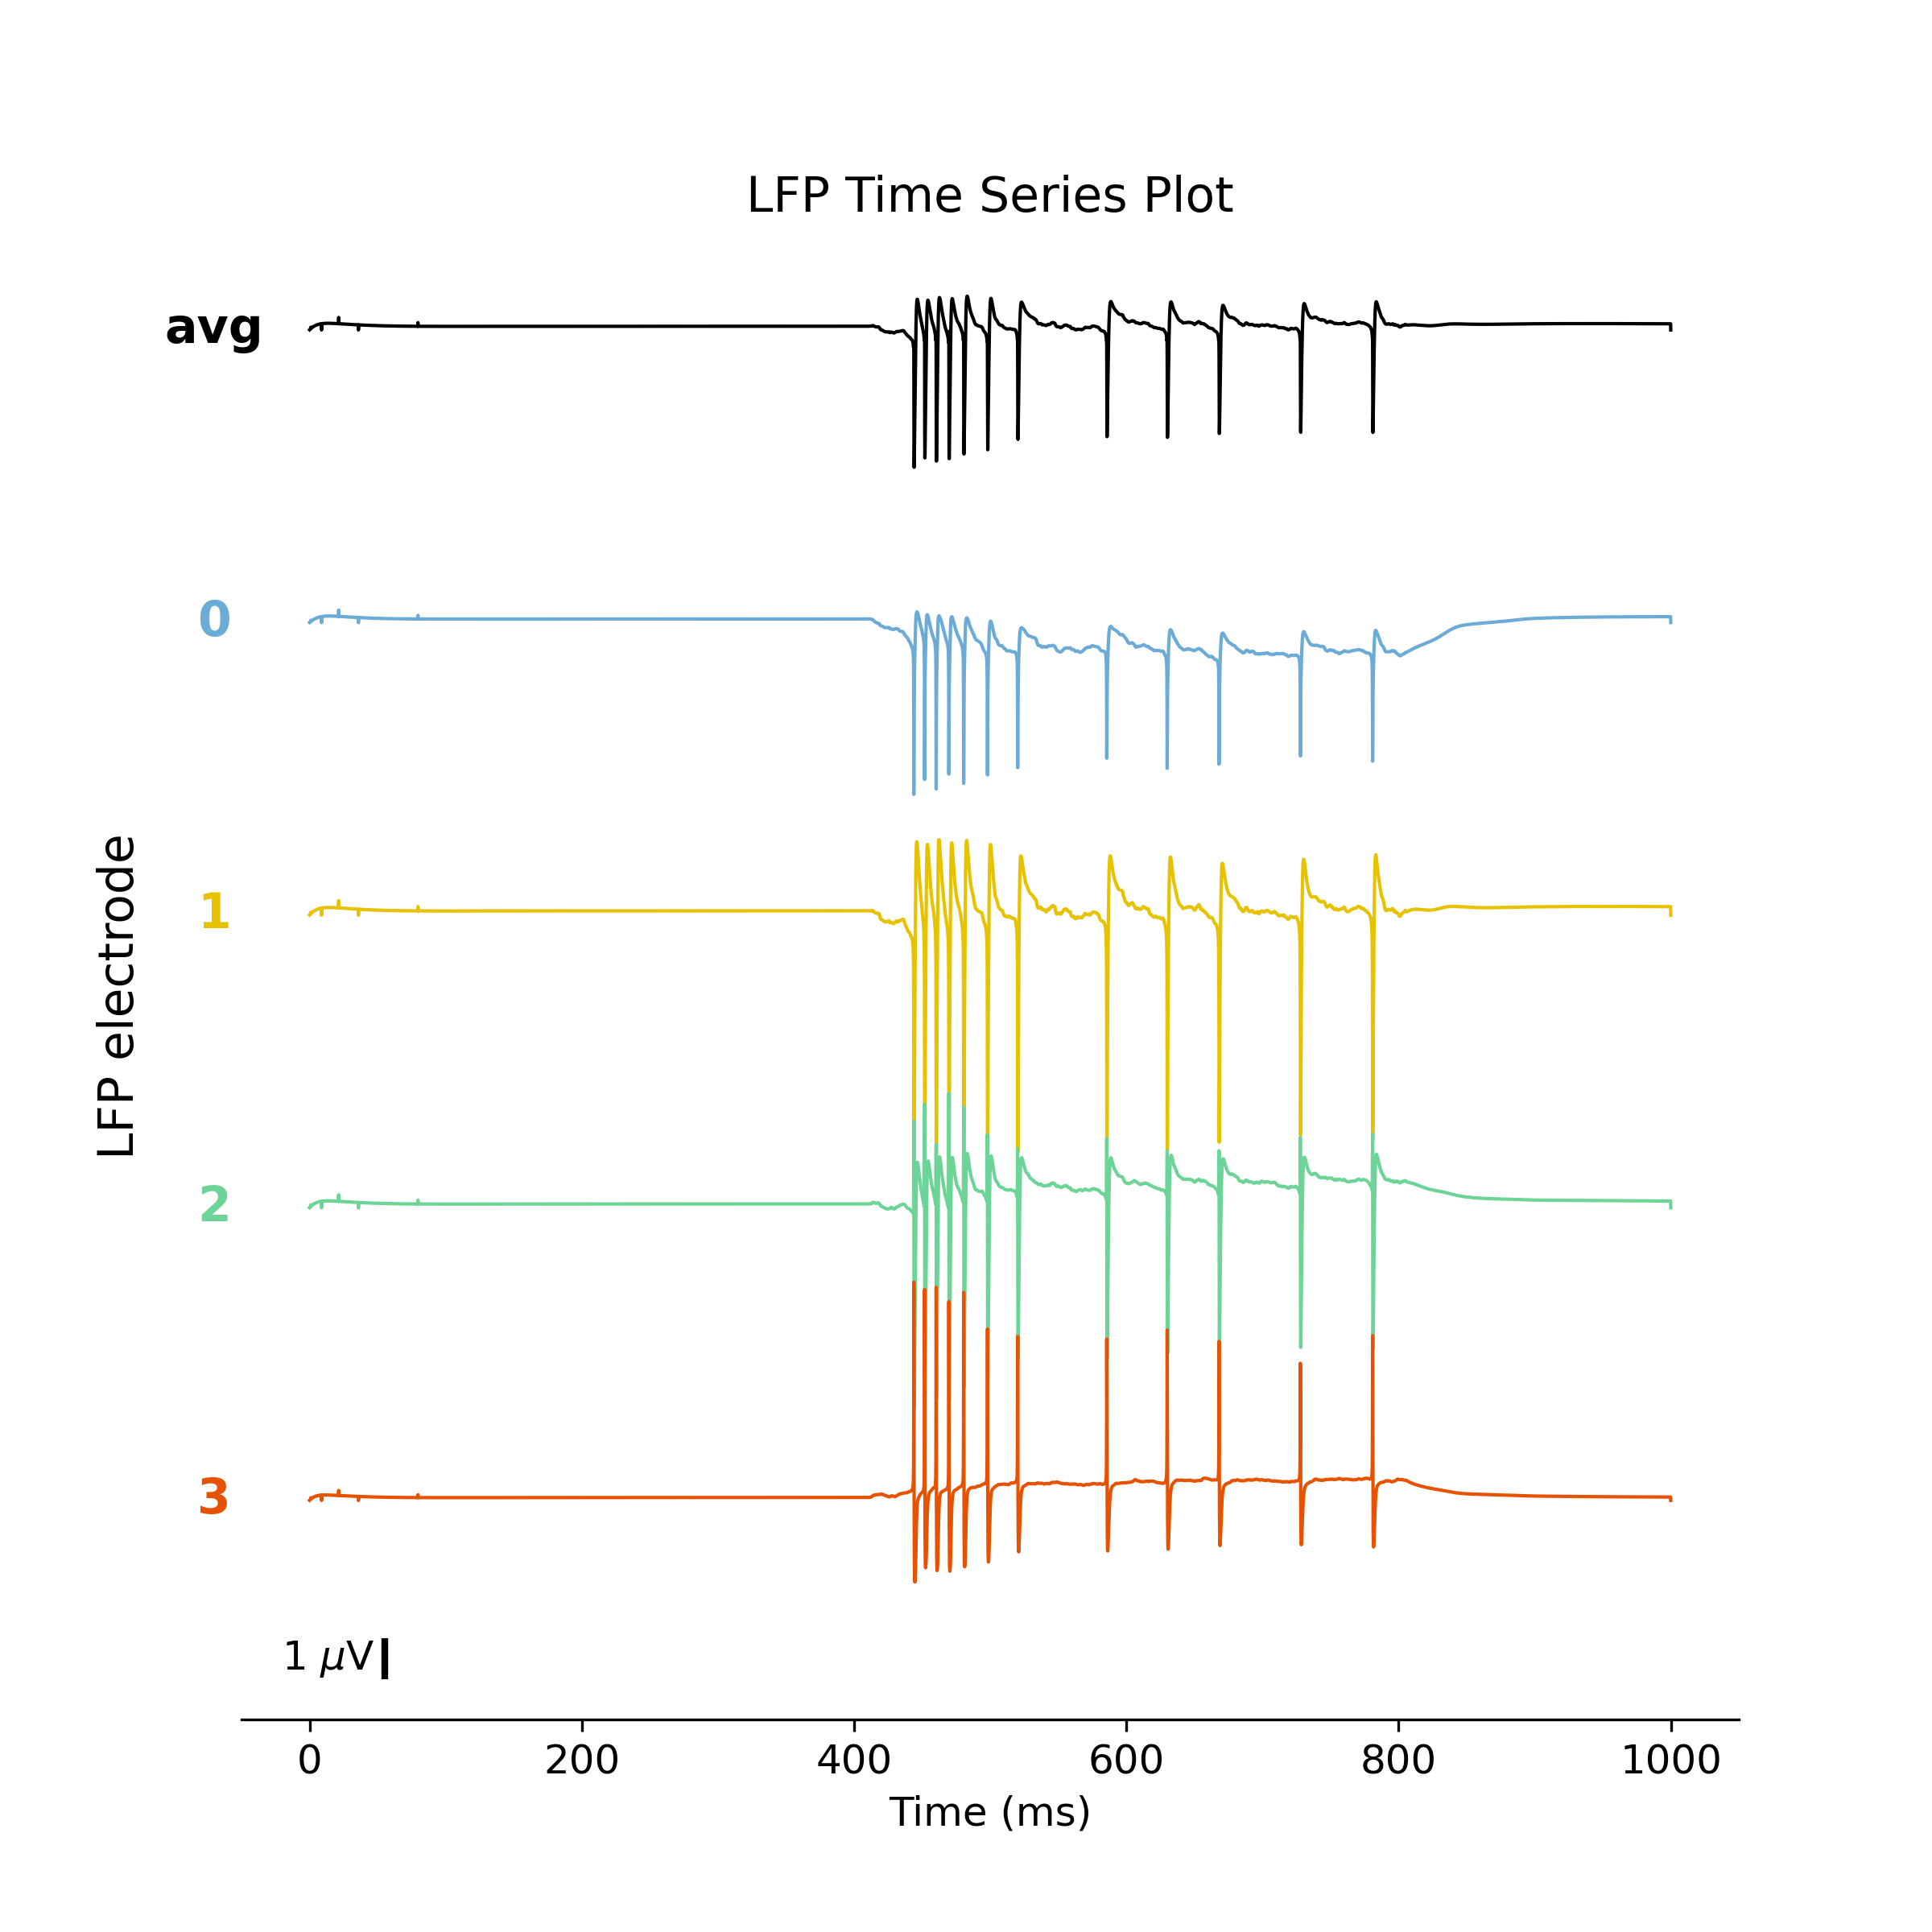 LFP Time Series Plot
avg
0
1
2
3
LFP electrode
1 μV
0 200 400 600 800 1000
Time (ms)